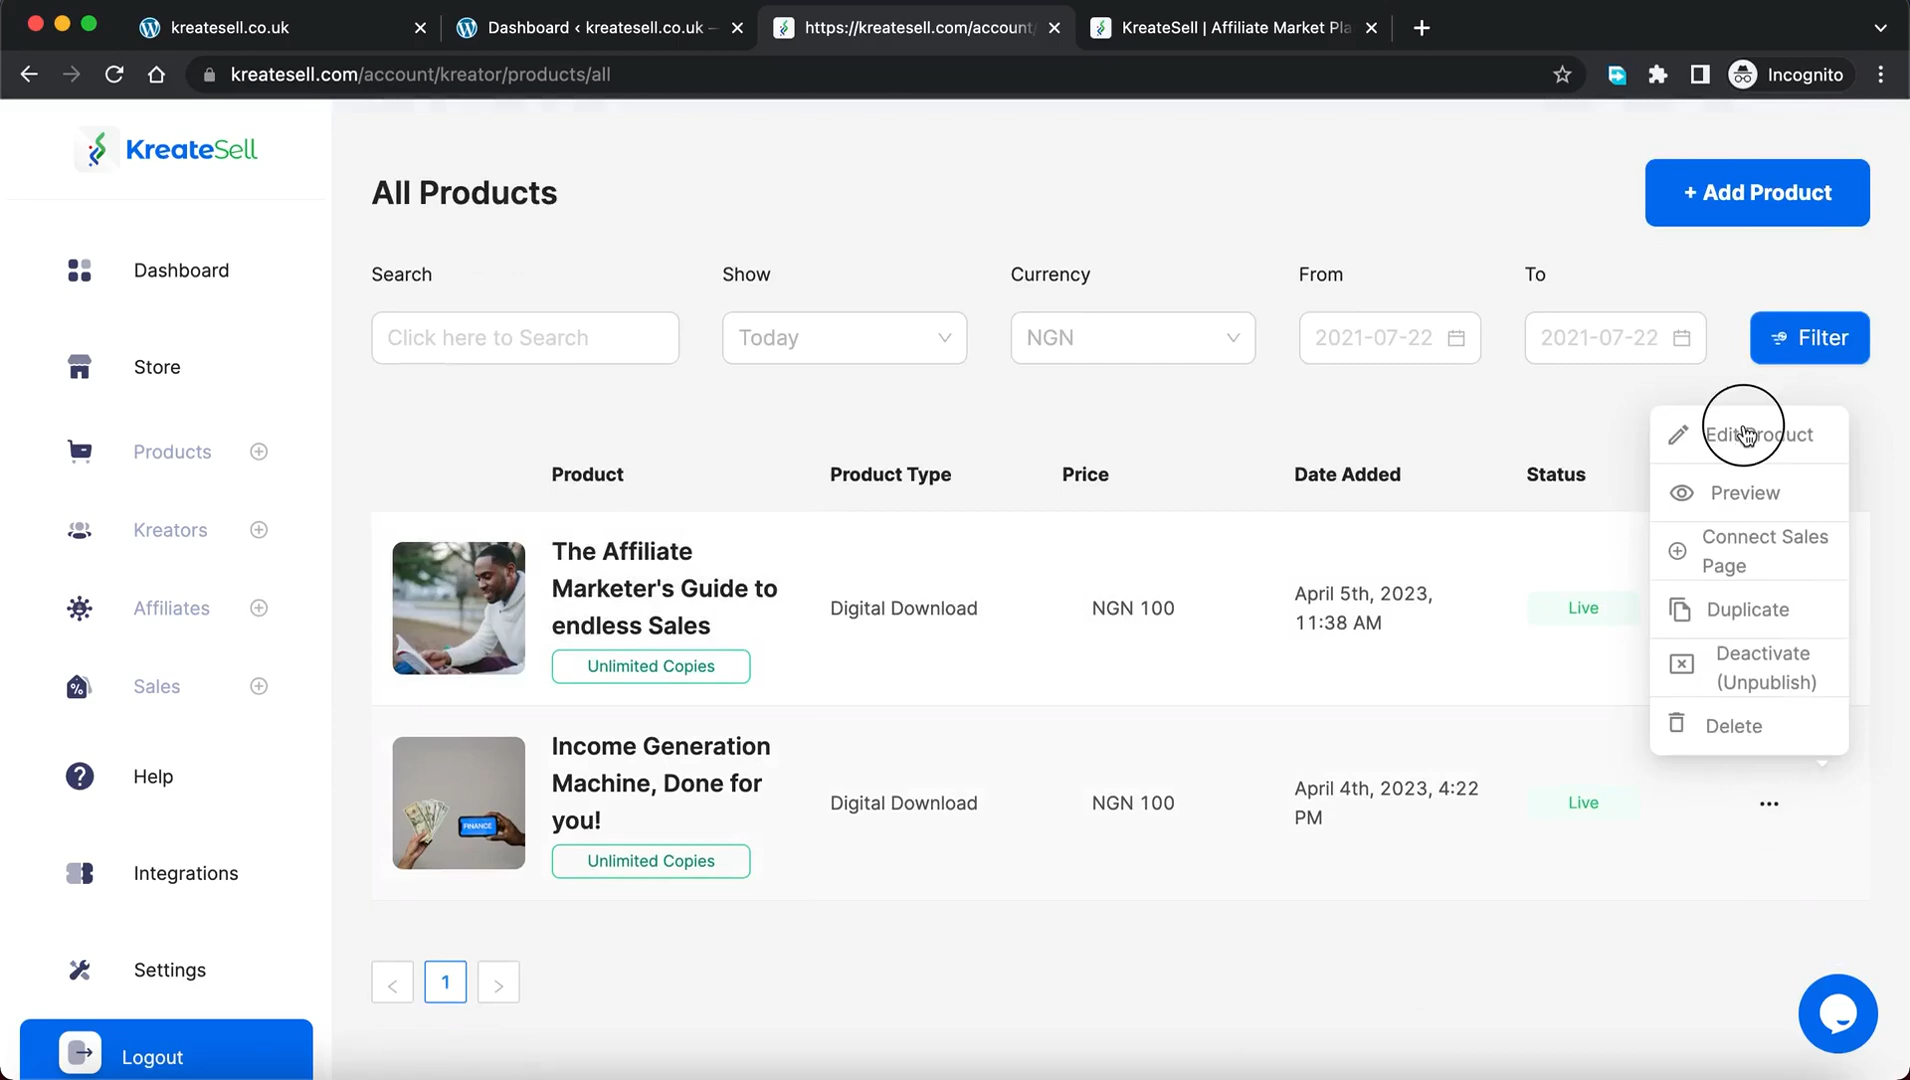 kreatesell.co.uk
Dashboard ‹ kreatesell.co.uk —
https://kreatesell.com/account/
KreateSell | Affiliate Market Pla
kreatesell.com/account/kreator/products/all
Incognito
KreateSell
Dashboard
Store
Products
Kreators
Affiliates
Sales
Help
Integrations
Settings
Logout
All Products
+ Add Product
Search
Show
Currency
From
To
Click here to Search
Today
NGN
2021-07-22
2021-07-22
Filter
Edit Product
Preview
Connect Sales
Page
Duplicate
Deactivate
(Unpublish)
Delete
Product
Product Type
Price
Date Added
Status
The Affiliate
Marketer's Guide to
endless Sales
Unlimited Copies
Digital Download
NGN 100
April 5th, 2023,
11:38 AM
Live
Income Generation
Machine, Done for
you!
Unlimited Copies
FINANCE
Digital Download
NGN 100
April 4th, 2023, 4:22
PM
Live
•••
< 1 >